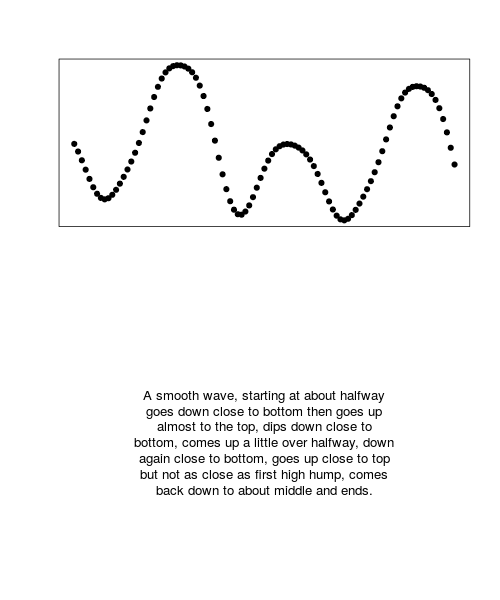 A smooth wave, starting at about halfway
goes down close to bottom then goes up
almost to the top, dips down close to
bottom, comes up a little over halfway, down
again close to bottom, goes up close to top
but not as close as first high hump, comes
back down to about middle and ends.